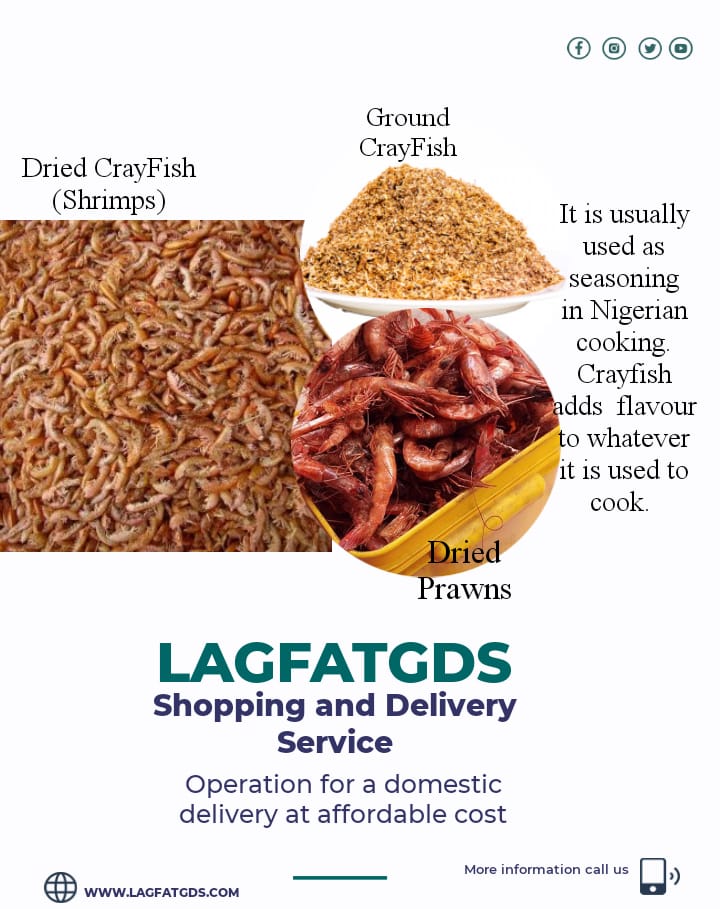 Ground
CrayFish
Dried CrayFish
(Shrimps)
It is usually
used as
seasoning
in Nigerian
cooking.
Crayfish
adds  flavour
to whatever
it is used to
cook.
Dried
Prawns
LAGFATGDS
Shopping and Delivery
Service
Operation for a domestic
delivery at affordable cost
More information call us
WWW.LAGFATGDS.COM